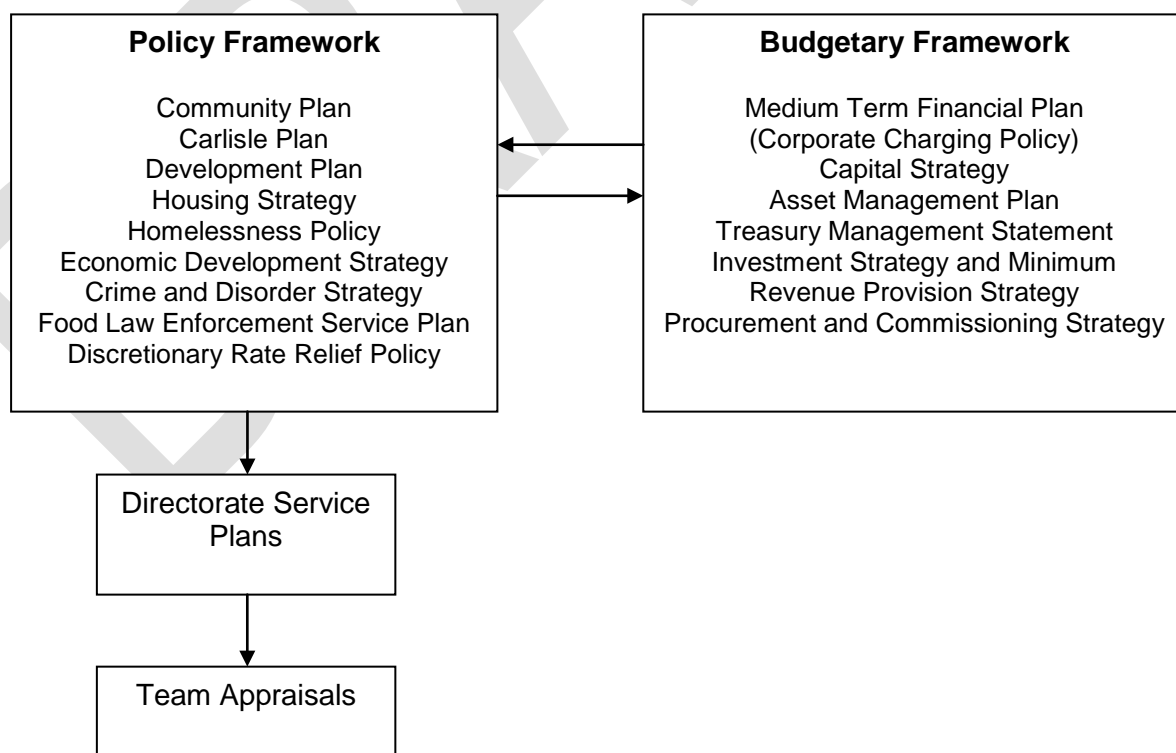 Policy Framework
Community Plan
Carlisle Plan
Development Plan
Housing Strategy
Homelessness Policy
Economic Development Strategy
Crime and Disorder Strategy
Food Law Enforcement Service Plan
Discretionary Rate Relief Policy
Budgetary Framework
Medium Term Financial Plan
(Corporate Charging Policy)
Capital Strategy
Asset Management Plan
Treasury Management Statement
Investment Strategy and Minimum
Revenue Provision Strategy
Procurement and Commissioning Strategy
Directorate Service
Plans
Team Appraisals